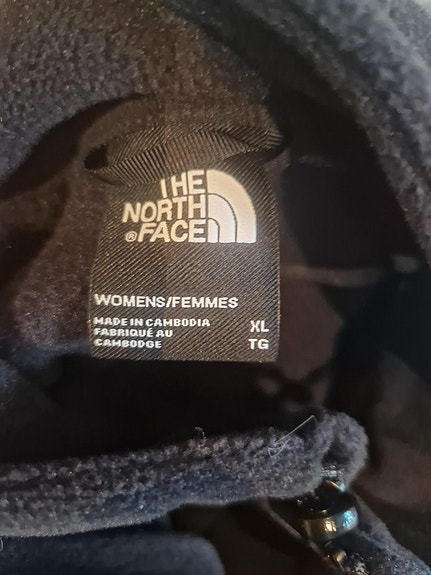 THE
NORTH
®FACE
WOMENS/FEMMES
MADE IN CAMBODIA
FABRIQUÉ AU
CAMBODGE
XL
TG